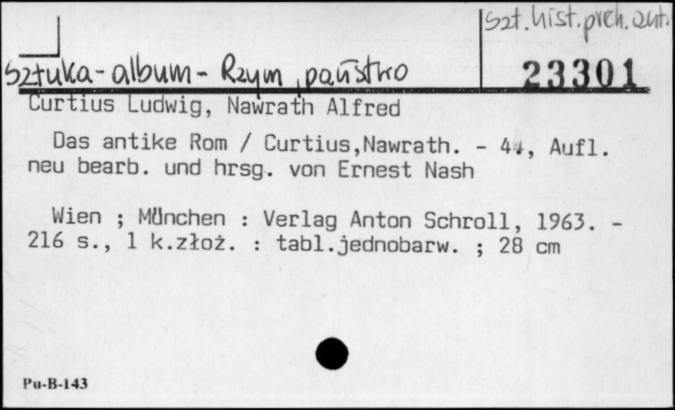 Szt. hist. preh. ant.
Sztuka - album - Rzym, państwo
23301
Curtius Ludwig, Nawrath Alfred
Das antike Rom / Curtius,Nawrath. - 44, Aufl.
neu bearb. und hrsg. von Ernest Nash
Wien ; München : Verlag Anton Schroll, 1963. -
216 s., 1 k.złoż. : tabl.jednobarw. ; 28 cm
Pu-B-143